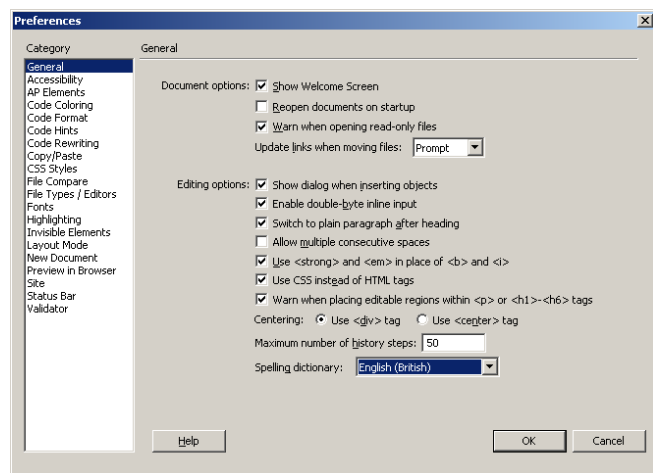 Preferences
Category
General
General
Accessibility
AP Elements
Code Coloring
Code Format
Code Hints
Code Rewriting
Copy/Paste
CSS Styles
File Compare
File Types / Editors
Fonts
Highlighting
Invisible Elements
Layout Mode
New Document
Preview in Browser
Site
Status Bar
Validator
Document options: Show Welcome Screen
Reopen documents on startup
Warn when opening read-only files
Update links when moving files: Prompt
Editing options: Show dialog when inserting objects
Enable double-byte inline input
Switch to plain paragraph after heading
Allow multiple consecutive spaces
Use <strong> and <em> in place of <b> and <i>
Use CSS instead of HTML tags
Warn when placing editable regions within <p> or <h1>-<h6> tags
Centering: Use <div> tag Use <center> tag
Maximum number of history steps: 50
Spelling dictionary: English (British)
Help OK Cancel